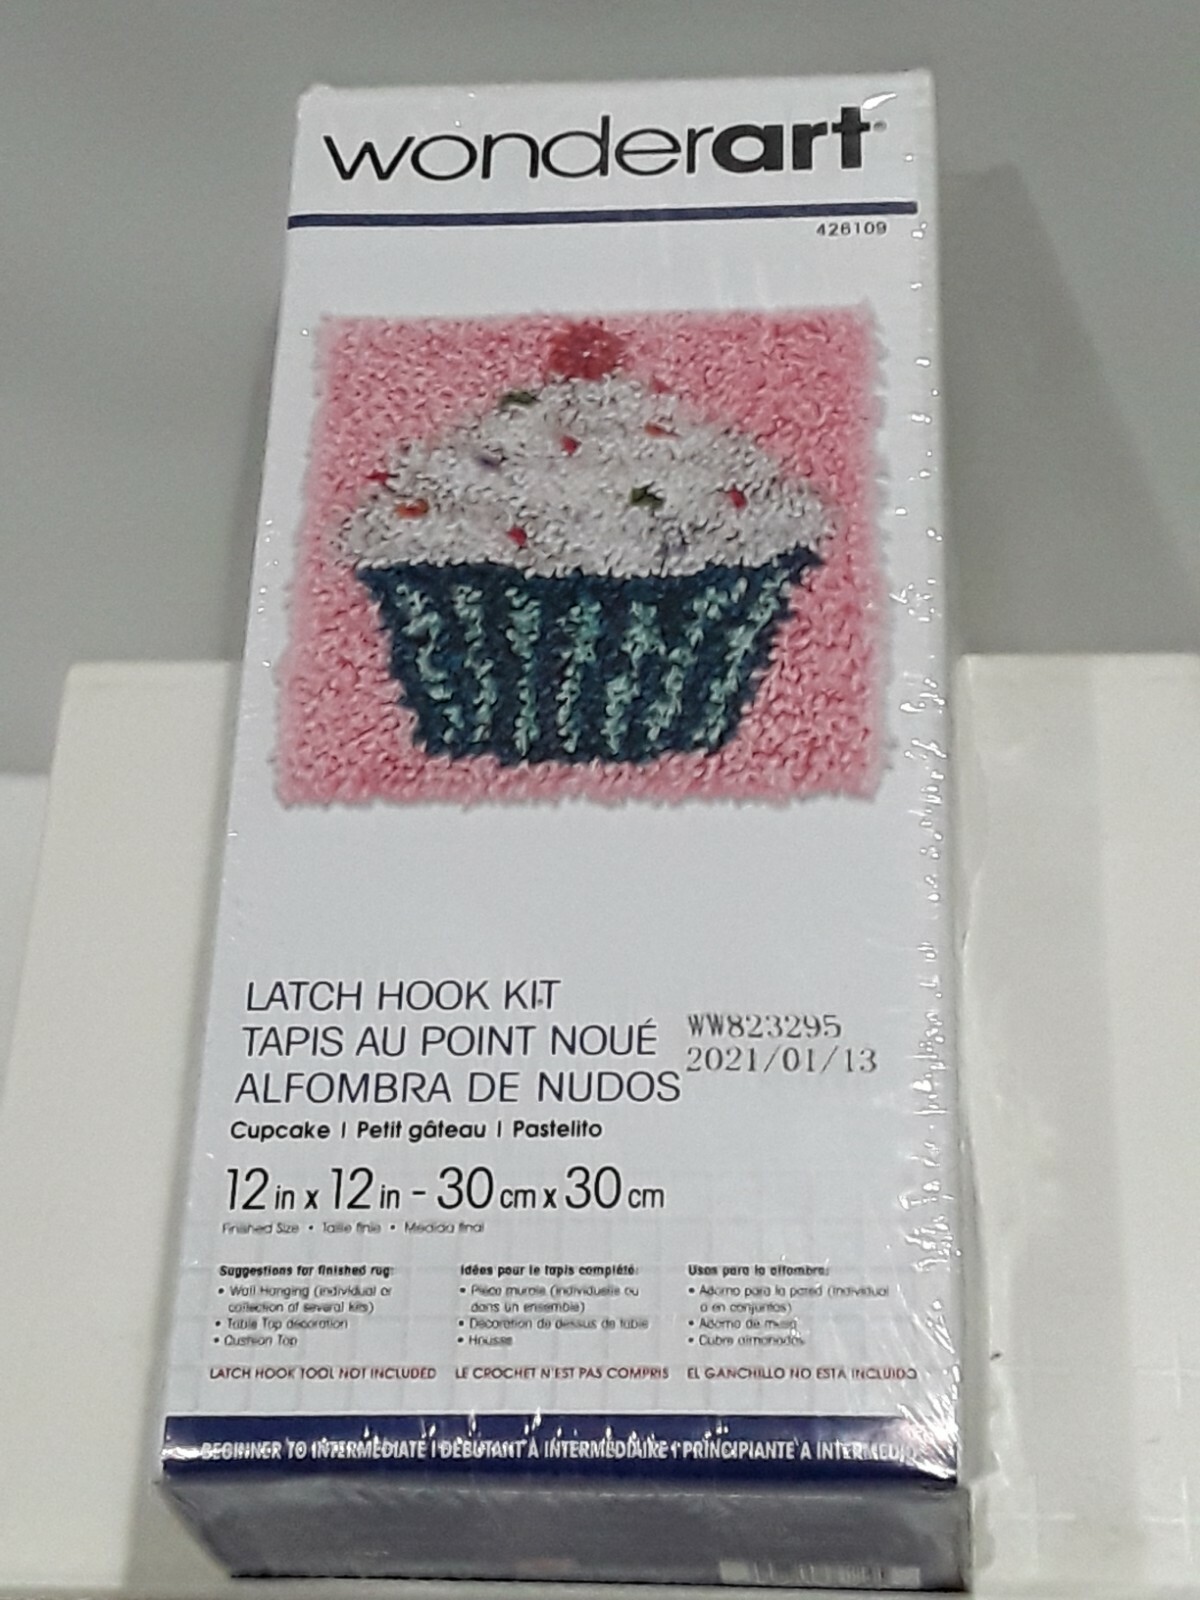 wonderart®
426109
LATCH HOOK KIT
TAPIS AU POINT NOUÉ
ALFOMBRA DE NUDOS
WW823295
2021/01/13
Cupcake | Petit gâteau | Pastelito
12 in x 12 in - 30 cm x 30 cm
Finished Size • Taille finie • Medida final
Suggestions for finished rug:
• Wall Hanging (individual or
collection of several kits)
• Table Top decoration
• Cushion Top
Idées pour le tapis complété:
• Pièce murale (individuelle ou
dans un ensemble)
• Décoration de dessus de table
• Housse
Usos para la alfombra:
• Adorno para la pared (individual
o en conjuntos)
• Adorno de mesa
• Cubre almohadas
LATCH HOOK TOOL NOT INCLUDED LE CROCHET N'EST PAS COMPRIS EL GANCHILLO NO ESTA INCLUIDO
BEGINNER TO INTERMEDIATE | DÉBUTANT À INTERMÉDIAIRE | PRINCIPIANTE A INTERMEDIO